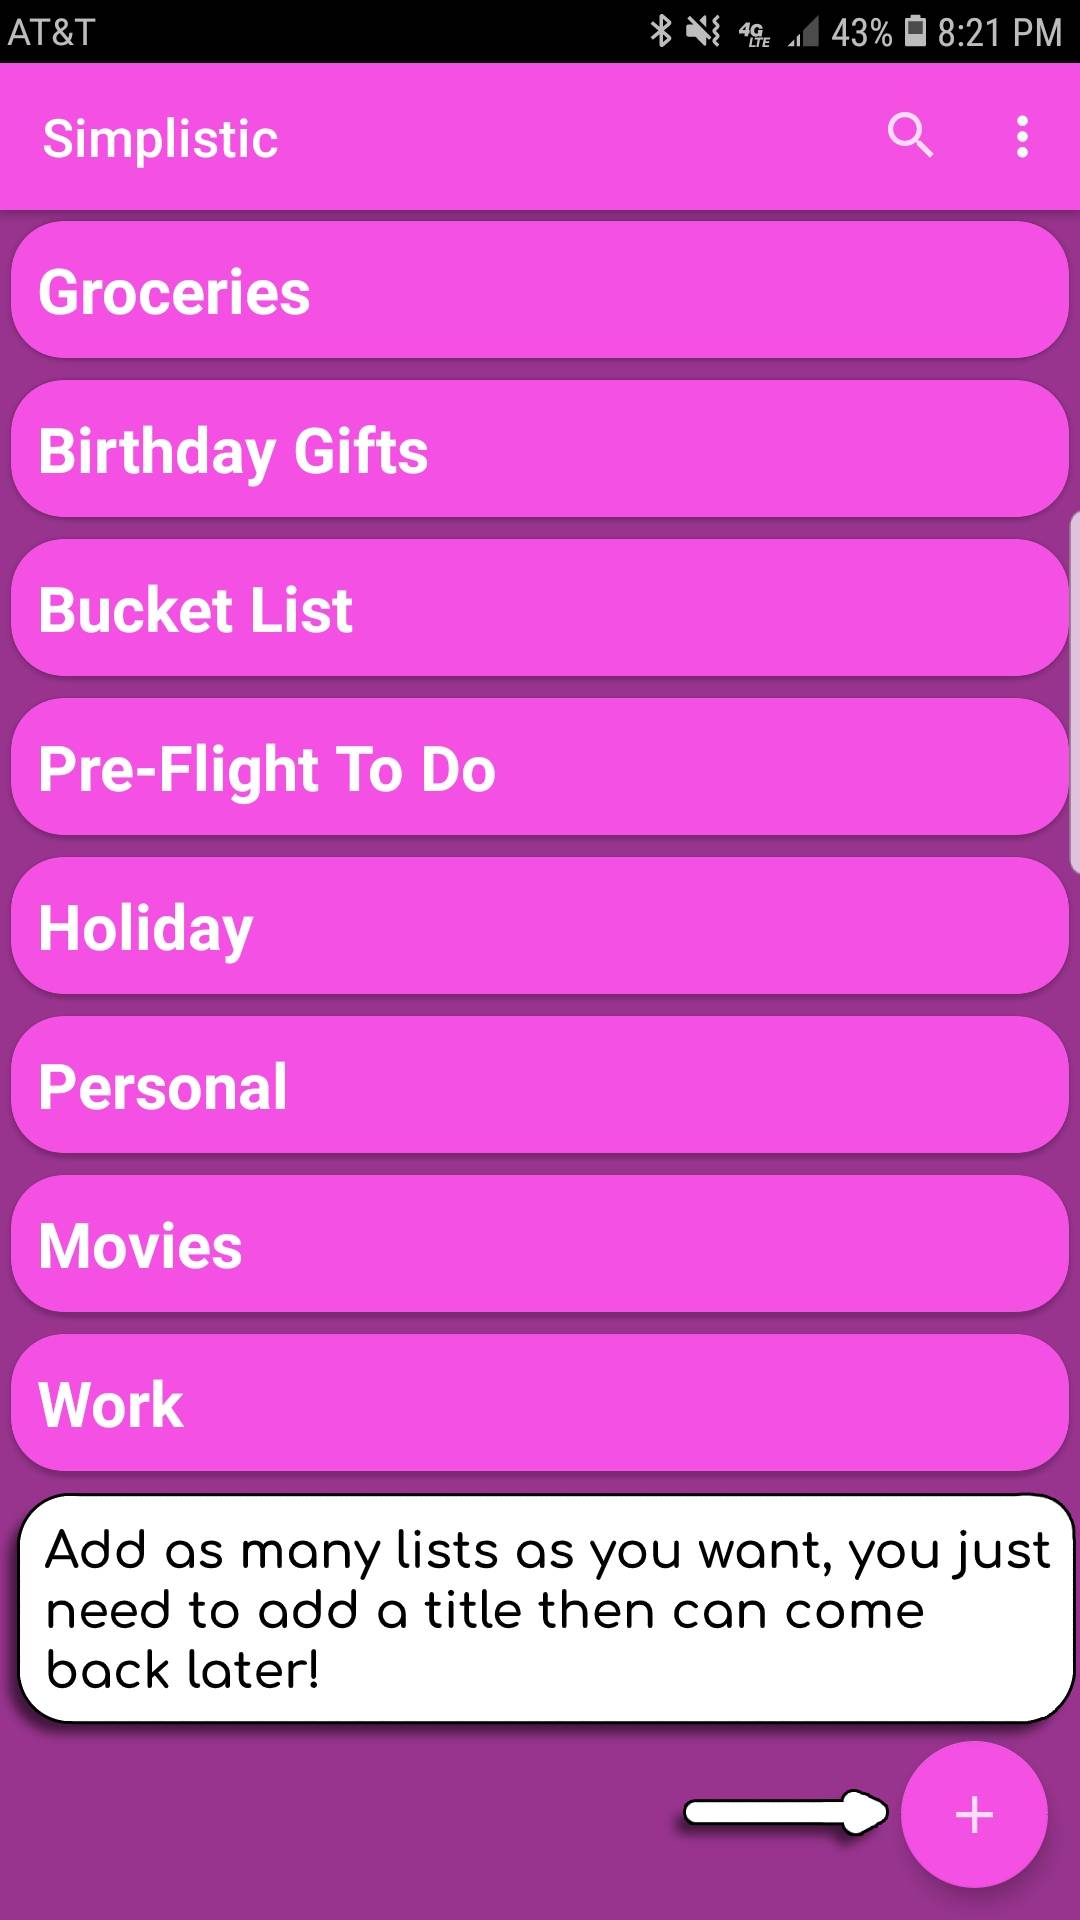 AT&T 4G LTE 43% 8:21 PM
Simplistic
Groceries
Birthday Gifts
Bucket List
Pre-Flight To Do
Holiday
Personal
Movies
Work
Add as many lists as you want, you just
need to add a title then can come
back later!